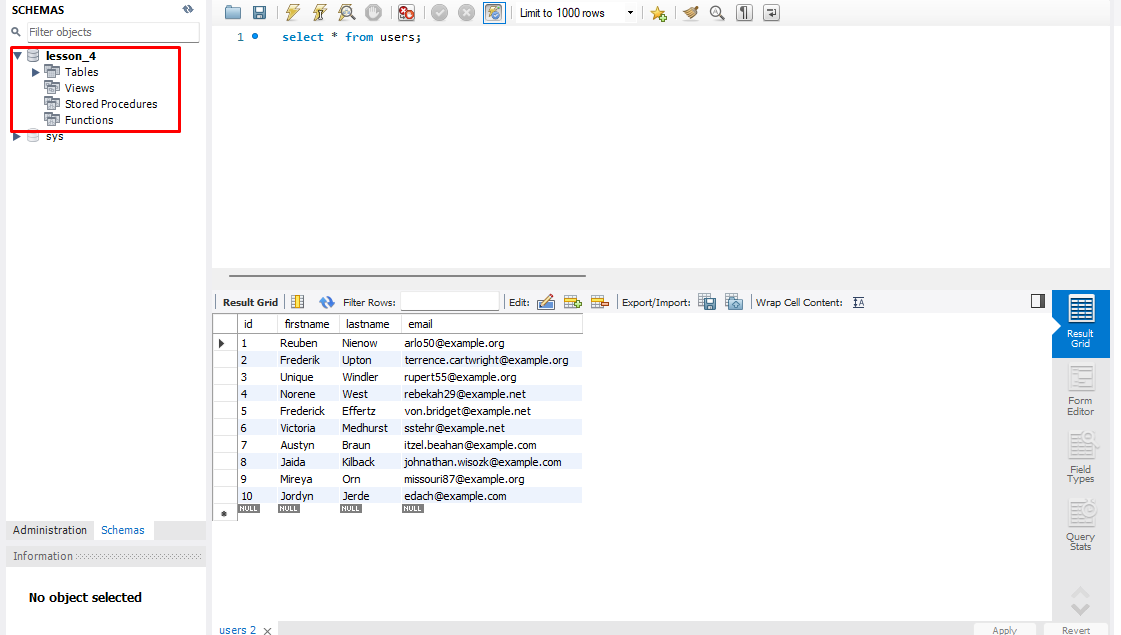 SCHEMAS
Filter objects
lesson_4
Tables
Views
Stored Procedures
Functions
sys
Administration Schemas
Information
No object selected
Limit to 1000 rows
1 select * from users;
Result Grid Filter Rows: Edit: Export/Import: Wrap Cell Content:
id firstname lastname email
1 Reuben Nienow arlo50@example.org
2 Frederik Upton terrence.cartwright@example.org
3 Unique Windler rupert55@example.org
4 Norene West rebekah29@example.net
5 Frederick Effertz von.bridget@example.net
6 Victoria Medhurst sstehr@example.net
7 Austyn Braun itzel.beahan@example.com
8 Jaida Kilback johnathan.wisozk@example.com
9 Mireya Orn missouri87@example.org
10 Jordyn Jerde edach@example.com
NULL NULL NULL NULL
Result
Grid
Form
Editor
Field
Types
Query
Stats
users 2
Apply Revert